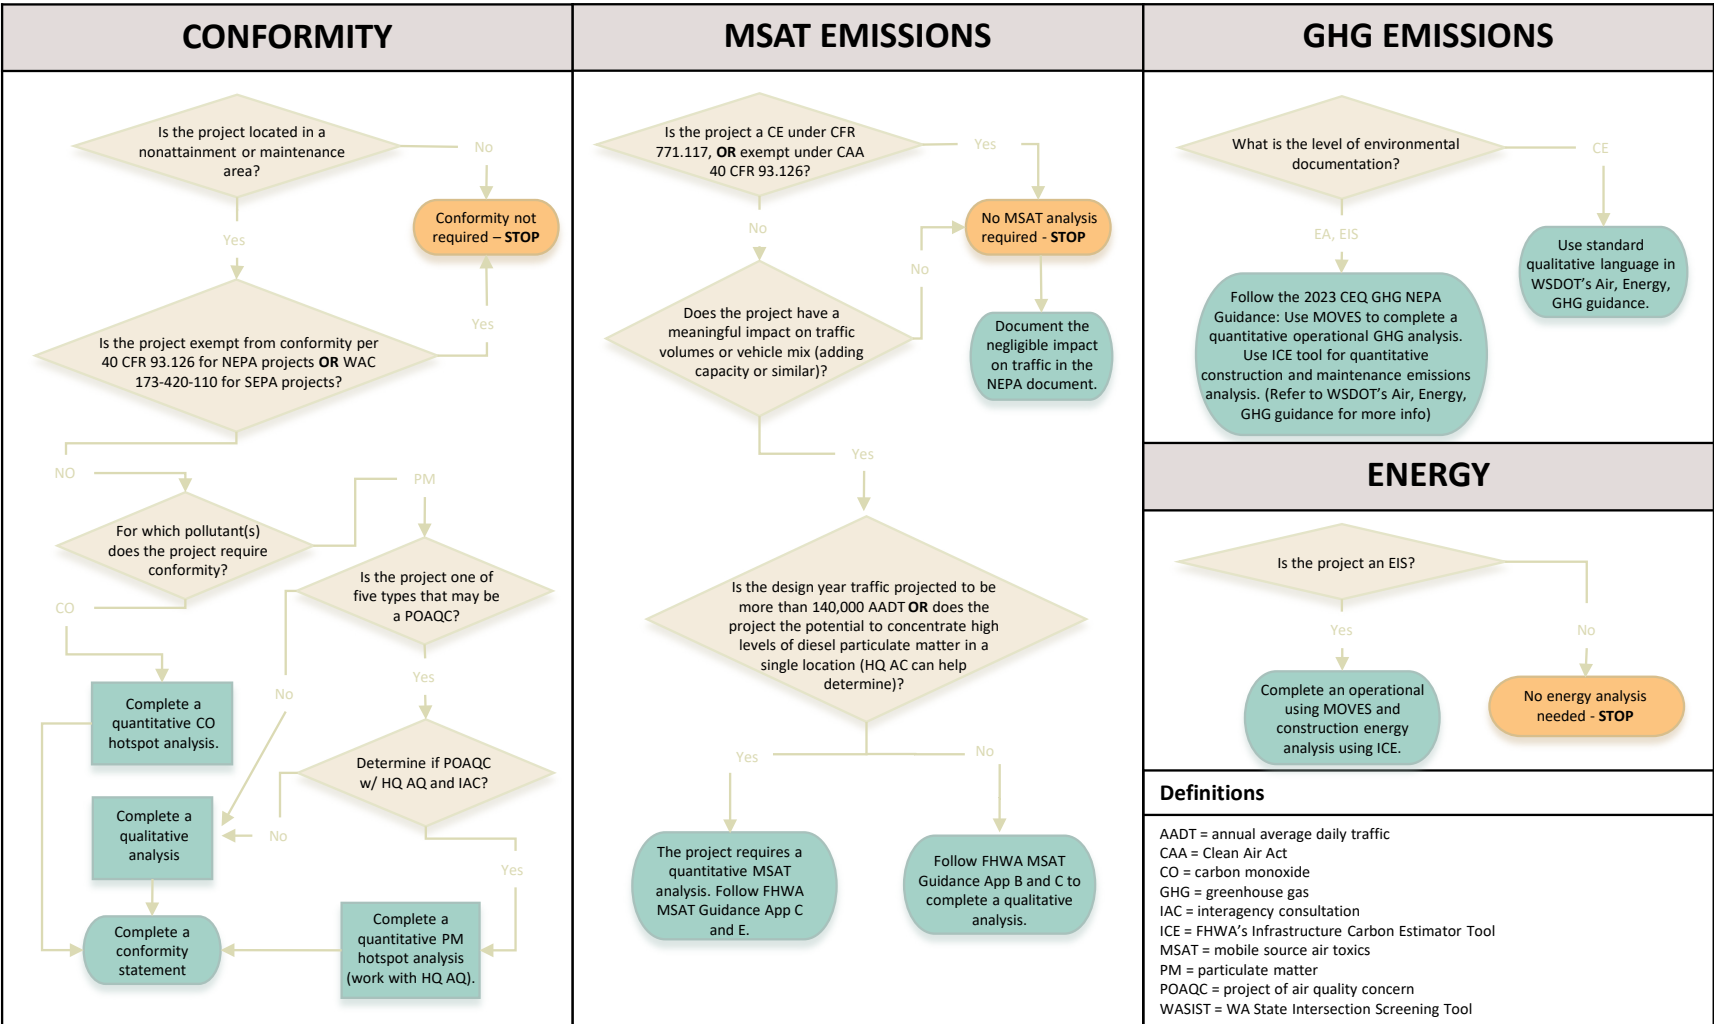 CONFORMITY
Is the project located in a
nonattainment or maintenance
area?
No
Conformity not
required – STOP
Yes
Is the project exempt from conformity per
40 CFR 93.126 for NEPA projects OR WAC
173-420-110 for SEPA projects?
Yes
NO
For which pollutant(s)
does the project require
conformity?
PM
Is the project one of
five types that may be
a POAQC?
CO
Complete a
quantitative CO
hotspot analysis.
No
Yes
Determine if POAQC
w/ HQ AQ and IAC?
Complete a
qualitative
analysis
No
Yes
Complete a
conformity
statement
Complete a
quantitative PM
hotspot analysis
(work with HQ AQ).
MSAT EMISSIONS
Is the project a CE under CFR
771.117, OR exempt under CAA
40 CFR 93.126?
Yes
No MSAT analysis
required - STOP
No
No
Does the project have a
meaningful impact on traffic
volumes or vehicle mix (adding
capacity or similar)?
Document the
negligible impact
on traffic in the
NEPA document.
Yes
Is the design year traffic projected to be
more than 140,000 AADT OR does the
project the potential to concentrate high
levels of diesel particulate matter in a
single location (HQ AC can help
determine)?
Yes
No
The project requires a
quantitative MSAT
analysis. Follow FHWA
MSAT Guidance App C
and E.
Follow FHWA MSAT
Guidance App B and C to
complete a qualitative
analysis.
GHG EMISSIONS
What is the level of environmental
documentation?
CE
EA, EIS
Use standard
qualitative language in
WSDOT's Air, Energy,
GHG guidance.
Follow the 2023 CEQ GHG NEPA
Guidance: Use MOVES to complete a
quantitative operational GHG analysis.
Use ICE tool for quantitative
construction and maintenance emissions
analysis. (Refer to WSDOT's Air, Energy,
GHG guidance for more info)
ENERGY
Is the project an EIS?
Yes
No
Complete an operational
using MOVES and
construction energy
analysis using ICE.
No energy analysis
needed - STOP
Definitions
AADT = annual average daily traffic
CAA = Clean Air Act
CO = carbon monoxide
GHG = greenhouse gas
IAC = interagency consultation
ICE = FHWA's Infrastructure Carbon Estimator Tool
MSAT = mobile source air toxics
PM = particulate matter
POAQC = project of air quality concern
WASIST = WA State Intersection Screening Tool